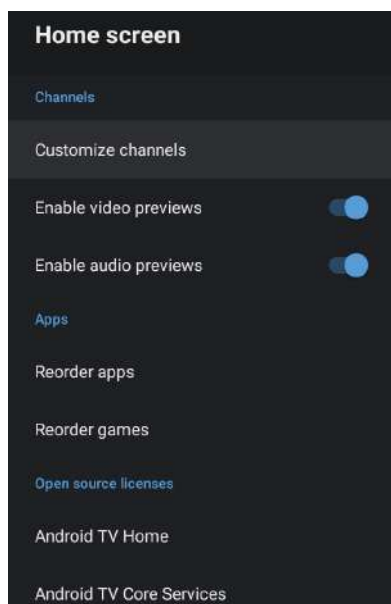 Home screen
Channels
Customize channels
Enable video previews
Enable audio previews
Apps
Reorder apps
Reorder games
Open source licenses
Android TV Home
Android TV Core Services